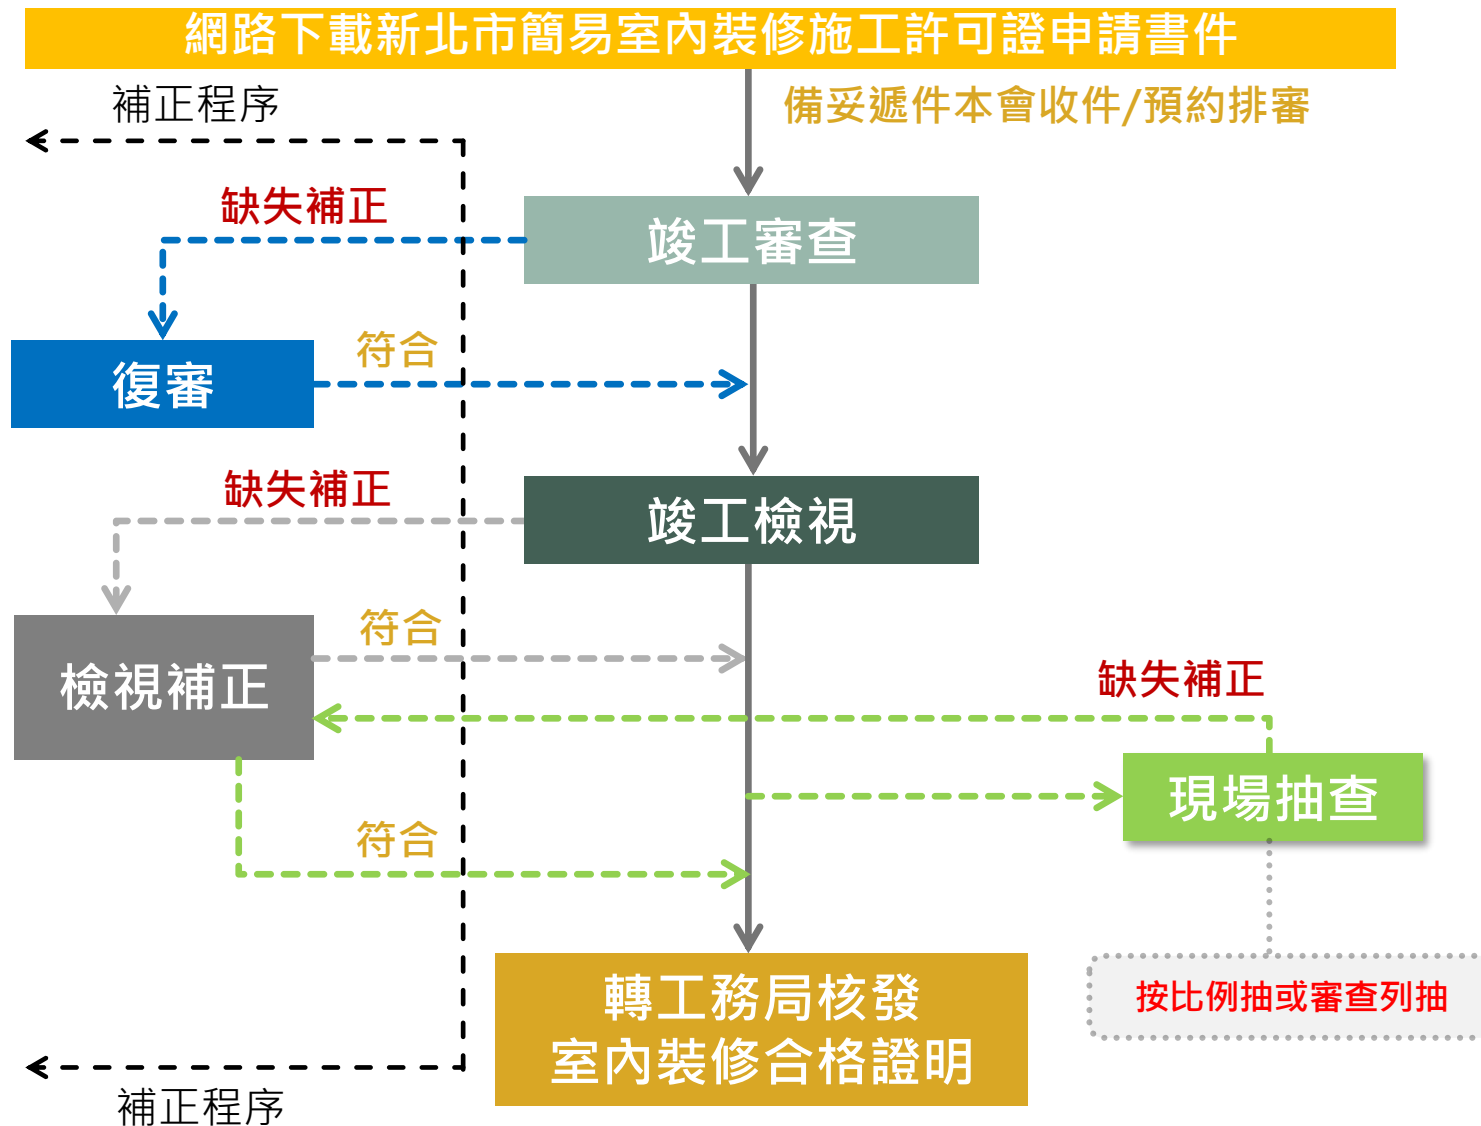 網路下載新北市簡易室內裝修施工許可證申請書件
補正程序
備妥遞件本會收件/預約排審
缺失補正
竣工審查
符合
復審
缺失補正
竣工檢視
符合
檢視補正
缺失補正
現場抽查
符合
轉工務局核發
室內裝修合格證明
按比例抽或審查列抽
補正程序